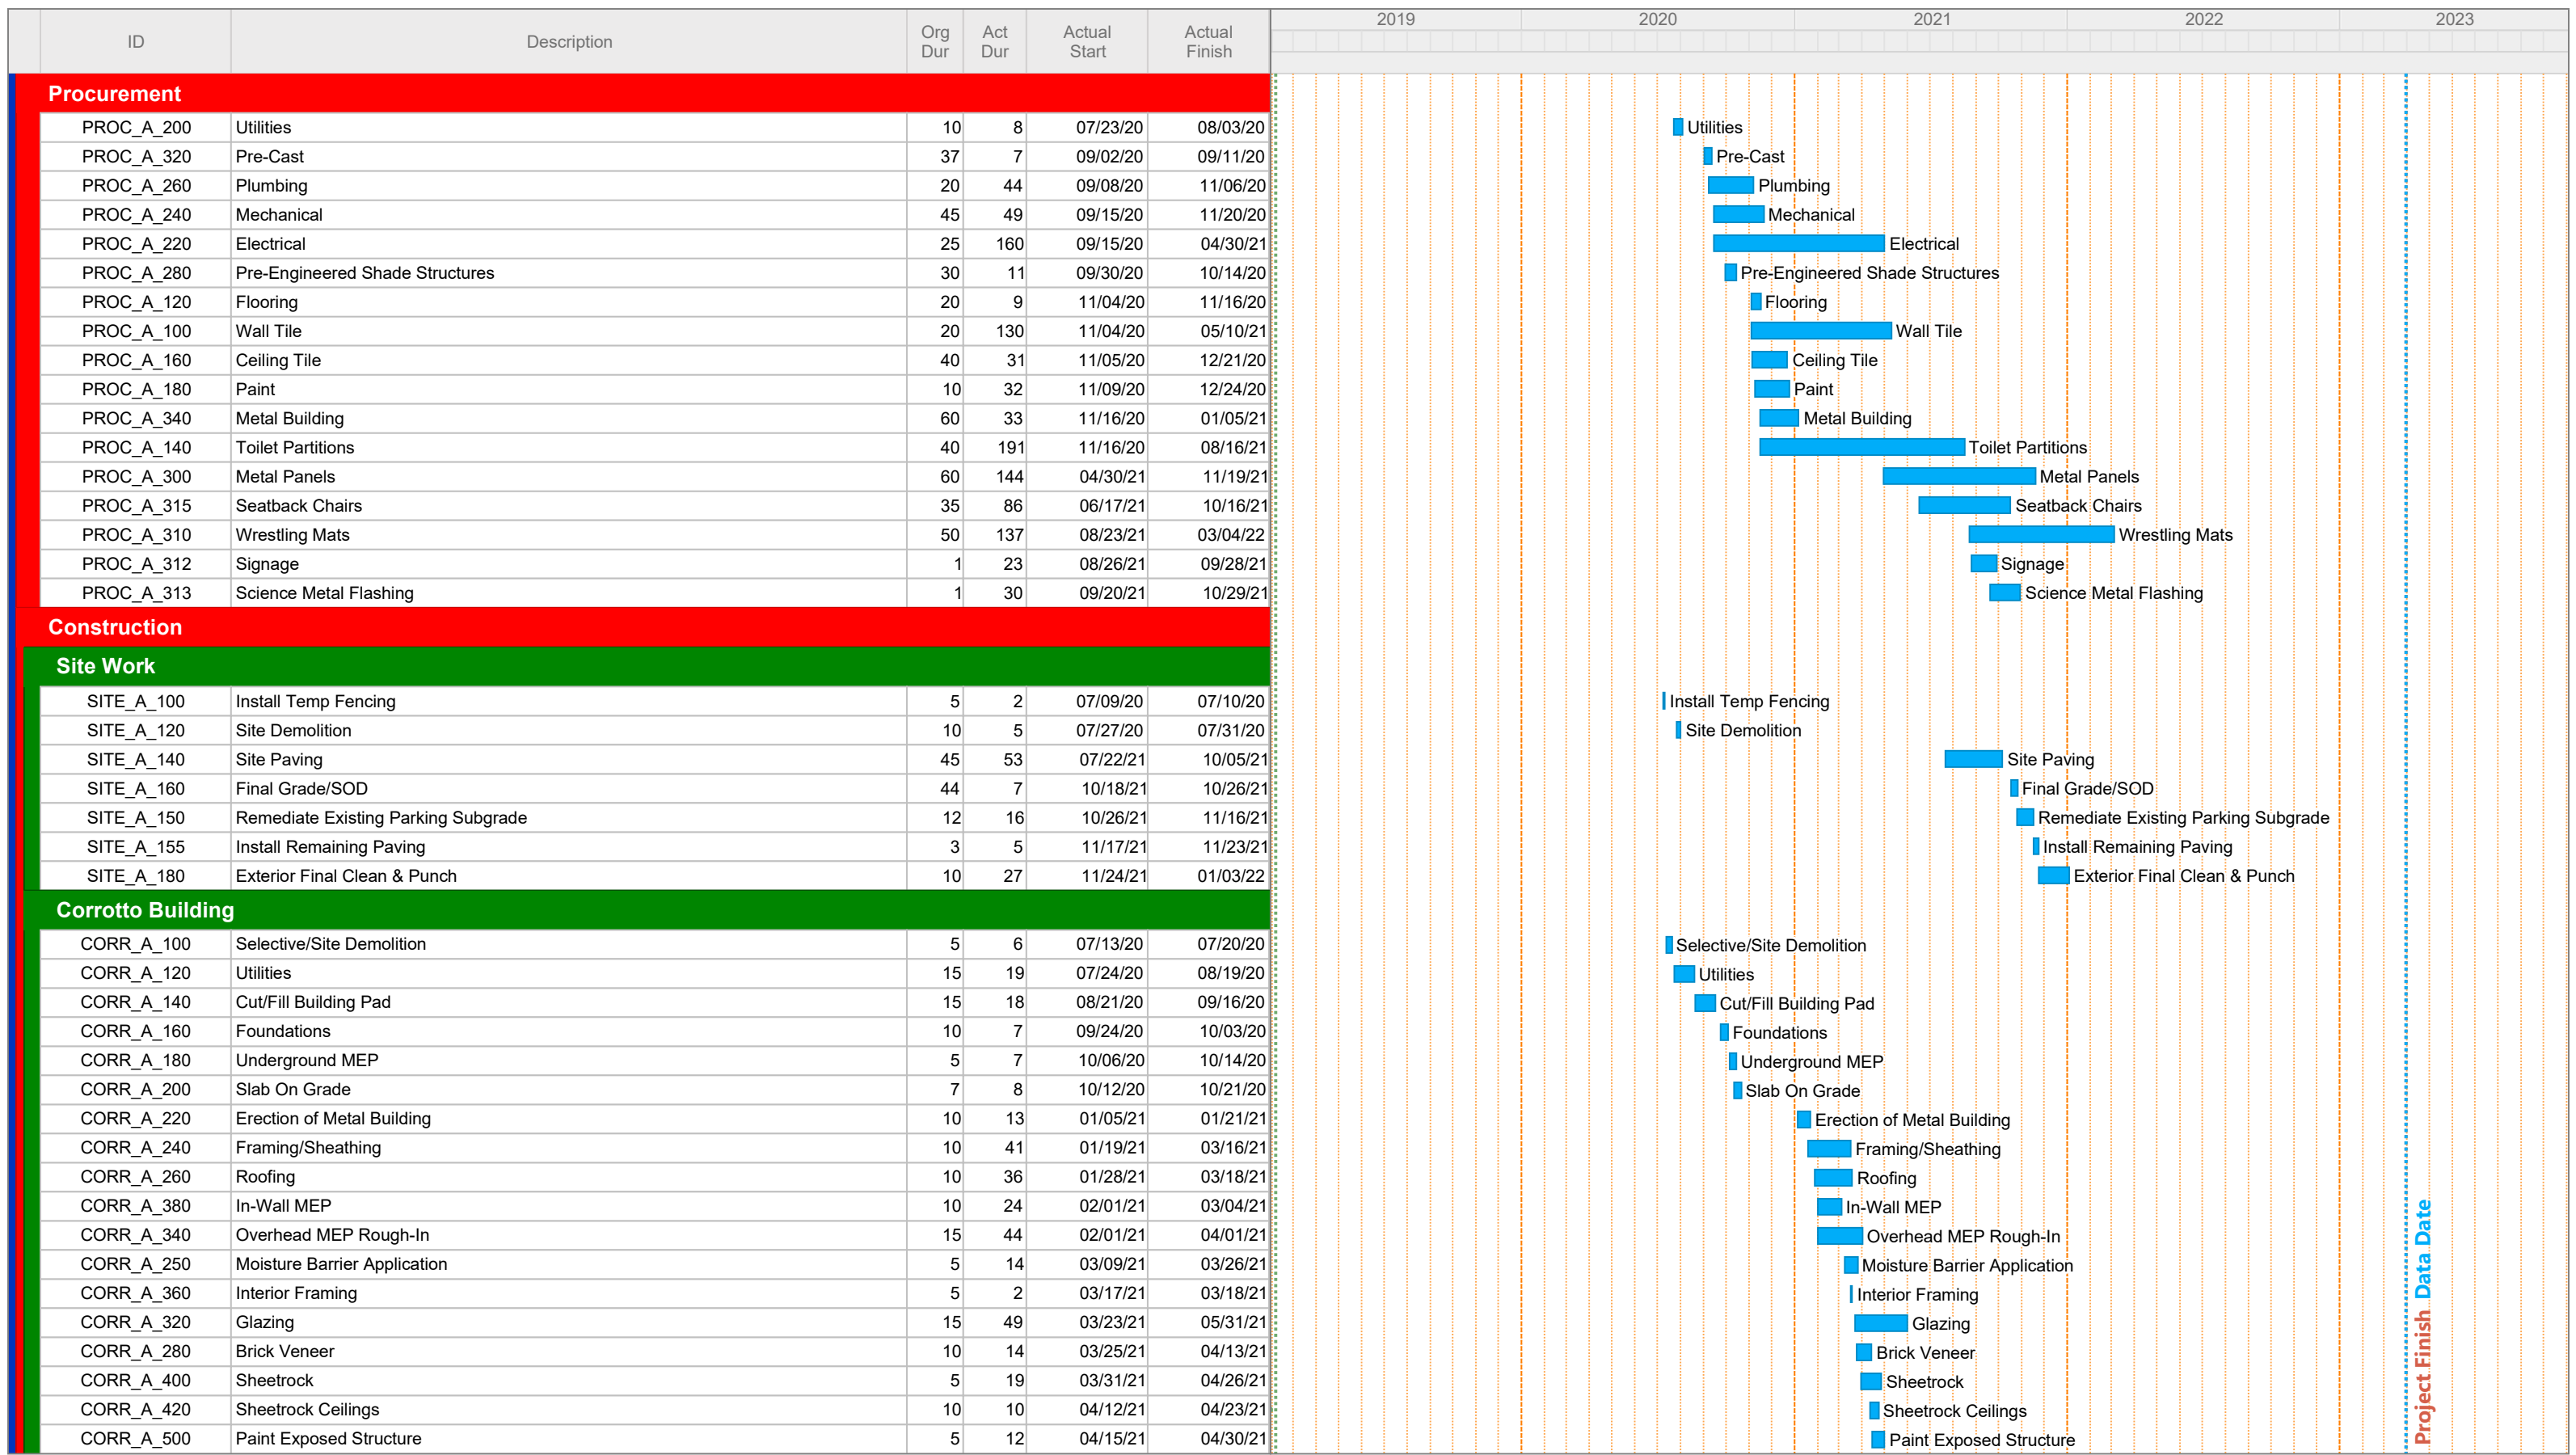 ID Description Org Dur Act Dur Actual Start Actual Finish 2019 2020 2021 2022 2023
Procurement
PROC_A_200 Utilities 10 8 07/23/20 08/03/20 Utilities
PROC_A_320 Pre-Cast 37 7 09/02/20 09/11/20 Pre-Cast
PROC_A_260 Plumbing 20 44 09/08/20 11/06/20 Plumbing
PROC_A_240 Mechanical 45 49 09/15/20 11/20/20 Mechanical
PROC_A_220 Electrical 25 160 09/15/20 04/30/21 Electrical
PROC_A_280 Pre-Engineered Shade Structures 30 11 09/30/20 10/14/20 Pre-Engineered Shade Structures
PROC_A_120 Flooring 20 9 11/04/20 11/16/20 Flooring
PROC_A_100 Wall Tile 20 130 11/04/20 05/10/21 Wall Tile
PROC_A_160 Ceiling Tile 40 31 11/05/20 12/21/20 Ceiling Tile
PROC_A_180 Paint 10 32 11/09/20 12/24/20 Paint
PROC_A_340 Metal Building 60 33 11/16/20 01/05/21 Metal Building
PROC_A_140 Toilet Partitions 40 191 11/16/20 08/16/21 Toilet Partitions
PROC_A_300 Metal Panels 60 144 04/30/21 11/19/21 Metal Panels
PROC_A_315 Seatback Chairs 35 86 06/17/21 10/16/21 Seatback Chairs
PROC_A_310 Wrestling Mats 50 137 08/23/21 03/04/22 Wrestling Mats
PROC_A_312 Signage 1 23 08/26/21 09/28/21 Signage
PROC_A_313 Science Metal Flashing 1 30 09/20/21 10/29/21 Science Metal Flashing
Construction
Site Work
SITE_A_100 Install Temp Fencing 5 2 07/09/20 07/10/20 Install Temp Fencing
SITE_A_120 Site Demolition 10 5 07/27/20 07/31/20 Site Demolition
SITE_A_140 Site Paving 45 53 07/22/21 10/05/21 Site Paving
SITE_A_160 Final Grade/SOD 44 7 10/18/21 10/26/21 Final Grade/SOD
SITE_A_150 Remediate Existing Parking Subgrade 12 16 10/26/21 11/16/21 Remediate Existing Parking Subgrade
SITE_A_155 Install Remaining Paving 3 5 11/17/21 11/23/21 Install Remaining Paving
SITE_A_180 Exterior Final Clean & Punch 10 27 11/24/21 01/03/22 Exterior Final Clean & Punch
Corrotto Building
CORR_A_100 Selective/Site Demolition 5 6 07/13/20 07/20/20 Selective/Site Demolition
CORR_A_120 Utilities 15 19 07/24/20 08/19/20 Utilities
CORR_A_140 Cut/Fill Building Pad 15 18 08/21/20 09/16/20 Cut/Fill Building Pad
CORR_A_160 Foundations 10 7 09/24/20 10/03/20 Foundations
CORR_A_180 Underground MEP 5 7 10/06/20 10/14/20 Underground MEP
CORR_A_200 Slab On Grade 7 8 10/12/20 10/21/20 Slab On Grade
CORR_A_220 Erection of Metal Building 10 13 01/05/21 01/21/21 Erection of Metal Building
CORR_A_240 Framing/Sheathing 10 41 01/19/21 03/16/21 Framing/Sheathing
CORR_A_260 Roofing 10 36 01/28/21 03/18/21 Roofing
CORR_A_380 In-Wall MEP 10 24 02/01/21 03/04/21 In-Wall MEP
CORR_A_340 Overhead MEP Rough-In 15 44 02/01/21 04/01/21 Overhead MEP Rough-In
CORR_A_250 Moisture Barrier Application 5 14 03/09/21 03/26/21 Moisture Barrier Application
CORR_A_360 Interior Framing 5 2 03/17/21 03/18/21 Interior Framing
CORR_A_320 Glazing 15 49 03/23/21 05/31/21 Glazing
CORR_A_280 Brick Veneer 10 14 03/25/21 04/13/21 Brick Veneer
CORR_A_400 Sheetrock 5 19 03/31/21 04/26/21 Sheetrock
CORR_A_420 Sheetrock Ceilings 10 10 04/12/21 04/23/21 Sheetrock Ceilings
CORR_A_500 Paint Exposed Structure 5 12 04/15/21 04/30/21 Paint Exposed Structure
Project Finish Data Date